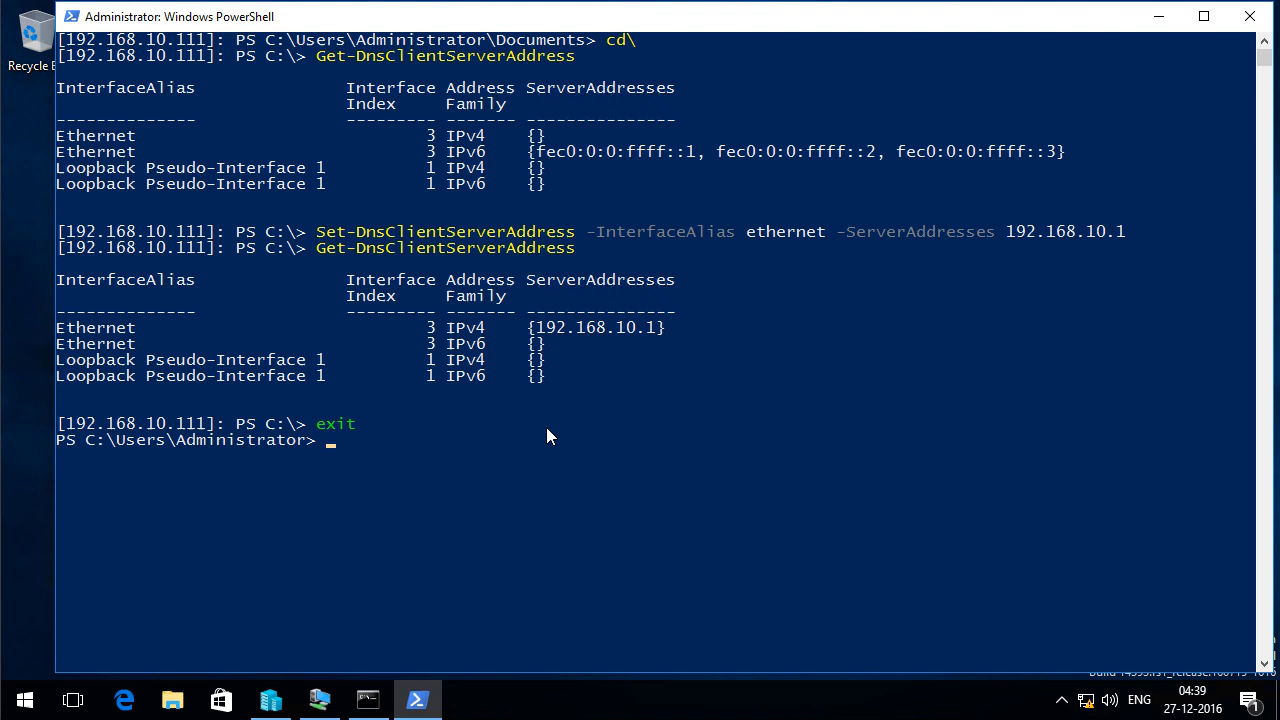 Administrator: Windows PowerShell
[192.168.10.111]: PS C:\Users\Administrator\Documents> cd\
[192.168.10.111]: PS C:\> Get-DnsClientServerAddress
InterfaceAlias Interface Address ServerAddresses
Index Family
-------------- --------- ------- ---------------
Ethernet 3 IPv4 {}
Ethernet 3 IPv6 {fec0:0:0:ffff::1, fec0:0:0:ffff::2, fec0:0:0:ffff::3}
Loopback Pseudo-Interface 1 1 IPv4 {}
Loopback Pseudo-Interface 1 1 IPv6 {}
[192.168.10.111]: PS C:\> Set-DnsClientServerAddress -InterfaceAlias ethernet -ServerAddresses 192.168.10.1
[192.168.10.111]: PS C:\> Get-DnsClientServerAddress
InterfaceAlias Interface Address ServerAddresses
Index Family
-------------- --------- ------- ---------------
Ethernet 3 IPv4 {192.168.10.1}
Ethernet 3 IPv6 {}
Loopback Pseudo-Interface 1 1 IPv4 {}
Loopback Pseudo-Interface 1 1 IPv6 {}
[192.168.10.111]: PS C:\> exit
PS C:\Users\Administrator>
Recycle
ENG
04:39
27-12-2016
1